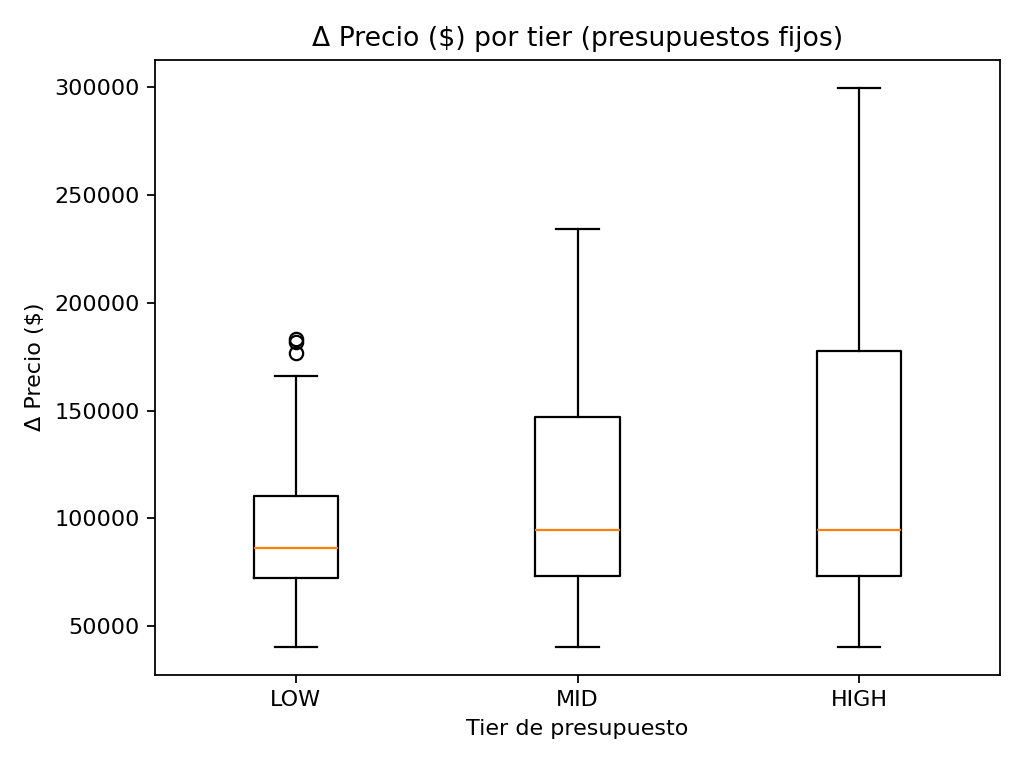 Δ Precio ($) por tier (presupuestos fijos)
Δ Precio ($)
300000
250000
200000
150000
100000
50000
LOW MID HIGH
Tier de presupuesto